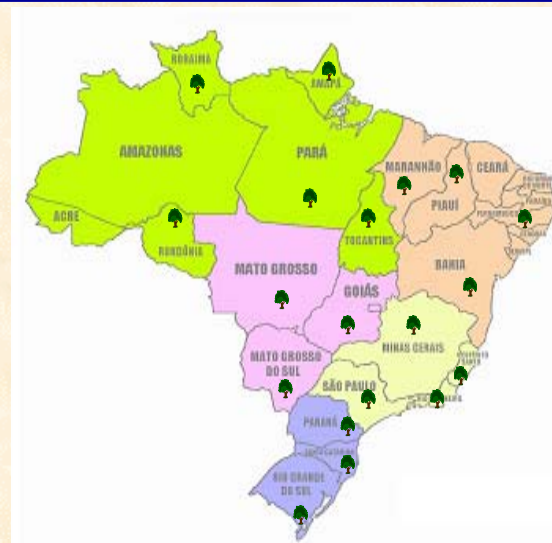 RORAIMA
AMAPÁ
AMAZONAS
PARÁ
MARANHÃO
CEARÁ
PIAUÍ
ACRE
RONDÔNIA
TOCANTINS
MATO GROSSO
BAHIA
GOIÁS
MINAS GERAIS
MATO GROSSO
DO SUL
SÃO PAULO
PARANÁ
RIO GRANDE
DO SUL